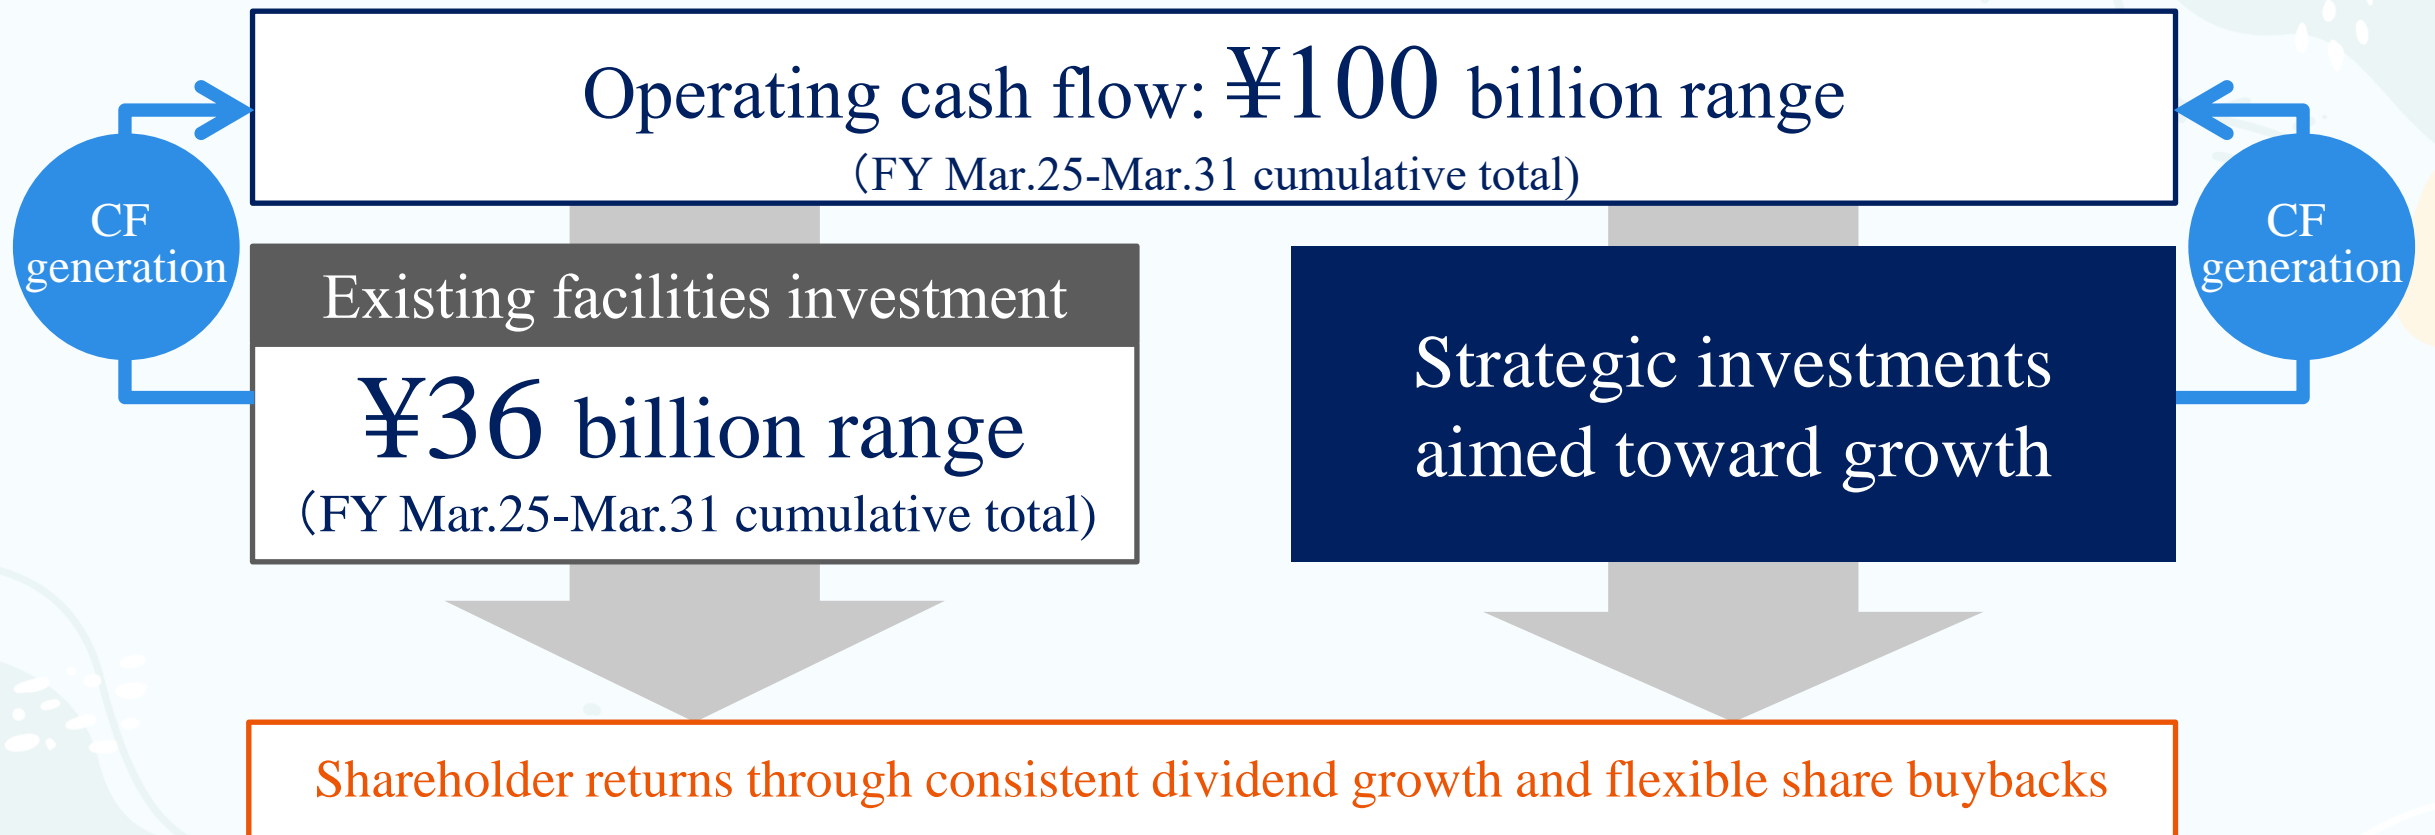 Operating cash flow: ¥100 billion range
（FY Mar.25-Mar.31 cumulative total)
CF
generation
CF
generation
Existing facilities investment
¥36 billion range
（FY Mar.25-Mar.31 cumulative total)
Strategic investments
aimed toward growth
Shareholder returns through consistent dividend growth and flexible share buybacks